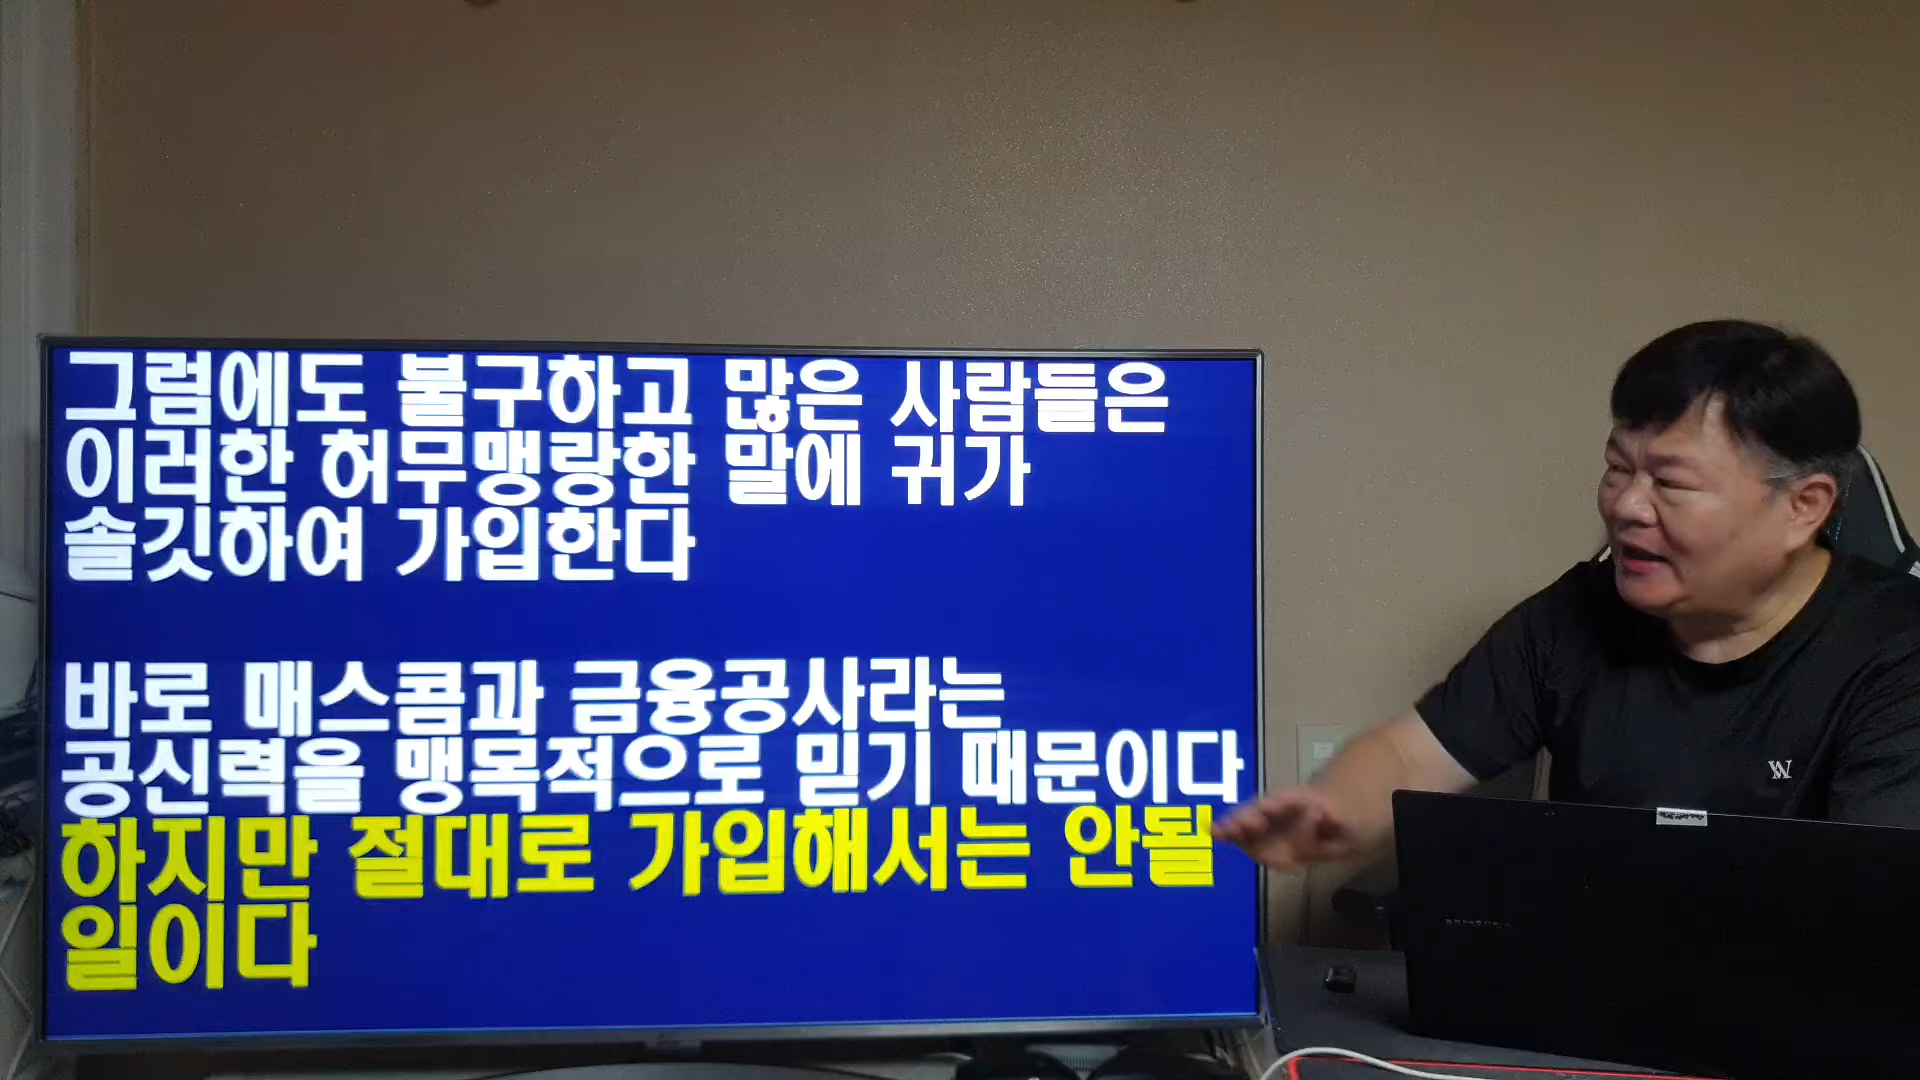 그럼에도 불구하고 많은 사람들은
이러한 허무맹랑한 말에 귀가
솔깃하여 가입한다
바로 매스콤과 금융공사라는
공신력을 맹목적으로 믿기 때문이다
하지만 절대로 가입해서는 안될
일이다